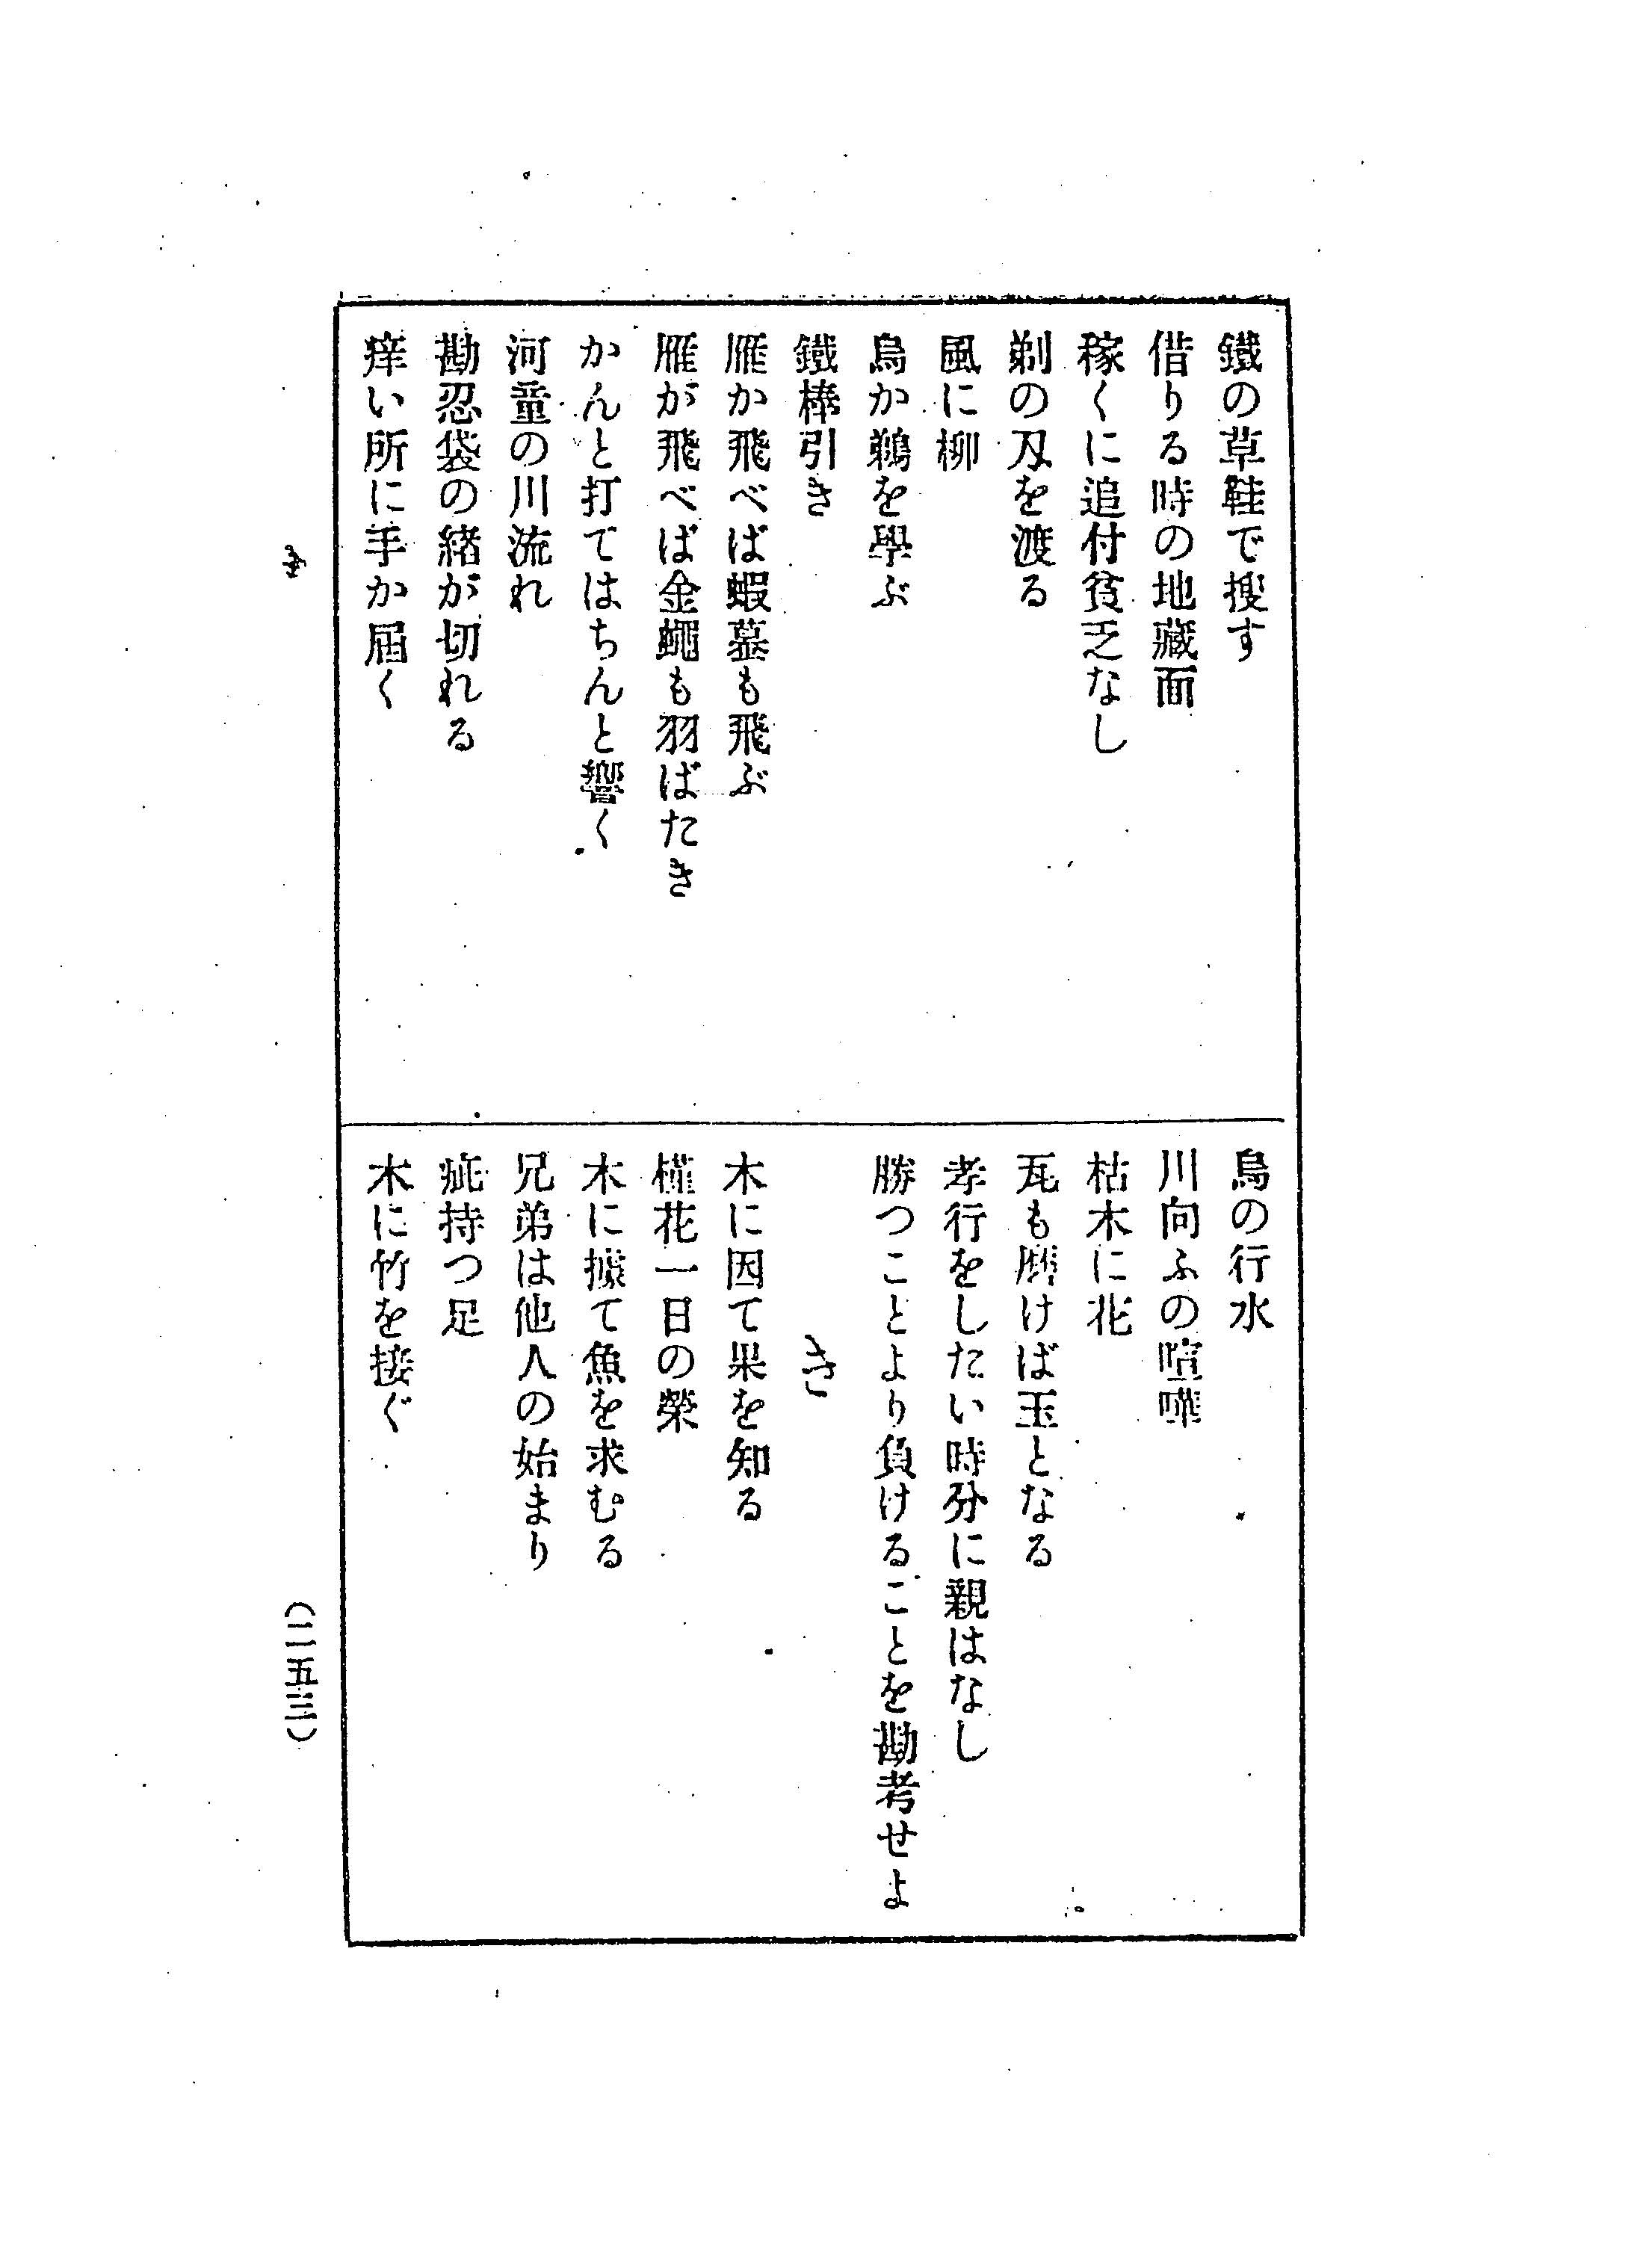 鐵の草鞋で捜す
借りる時の地藏面
稼くに追付貧乏なし
剃の刄を渡る
風に柳
烏か鵜を學ぶ
鐵棒引き
雁か飛べば蝦蟇も飛ぶ
雁が飛べば金蠅も羽ばたき
かんと打てはちんと響く
河童の川流れ
勘忍袋の緒が切れる
痒い所に手か屆く
烏の行水
川向ふの喧嘩
枯木に花
瓦も磨けば玉となる
孝行をしたい時分に親はなし
勝つことより負けることを勘考せよ
き
木に因て果を知る
槿花一日の榮
木に據て魚を求むる
兄弟は他人の始まり
疵持つ足
木に竹を接ぐ
き
(二五三)